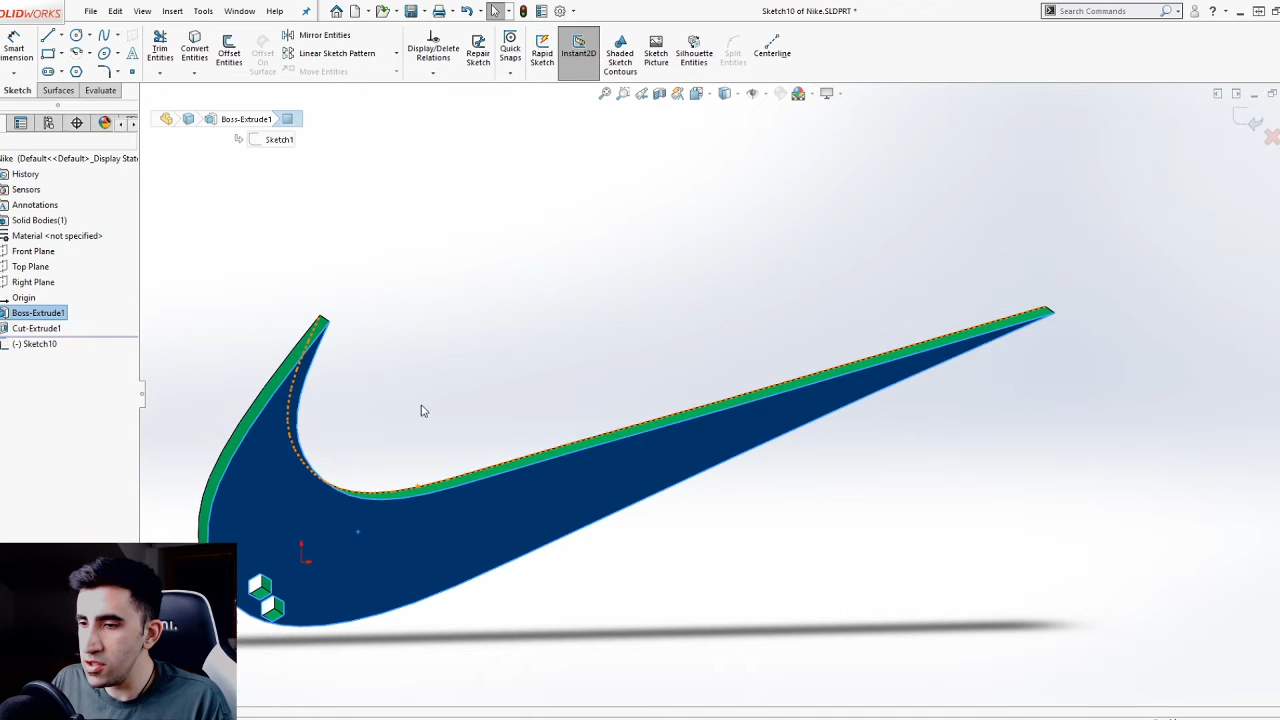 SOLIDWORKS
File Edit View Insert Tools Window Help
Sketch10 of Nike.SLDPRT *
Search Commands
Smart Dimension
Trim Entities
Convert Entities
Offset Entities
Offset On Surface
Mirror Entities
Linear Sketch Pattern
Move Entities
Display/Delete Relations
Repair Sketch
Quick Snaps
Rapid Sketch
Instant2D
Shaded Sketch Contours
Sketch Picture
Silhouette Entities
Split Entities
Centerline
Sketch Surfaces Evaluate
Boss-Extrude1
Sketch1
Nike (Default<<Default>_Display Stat
History
Sensors
Annotations
Solid Bodies(1)
Material <not specified>
Front Plane
Top Plane
Right Plane
Origin
Boss-Extrude1
Cut-Extrude1
(-) Sketch10